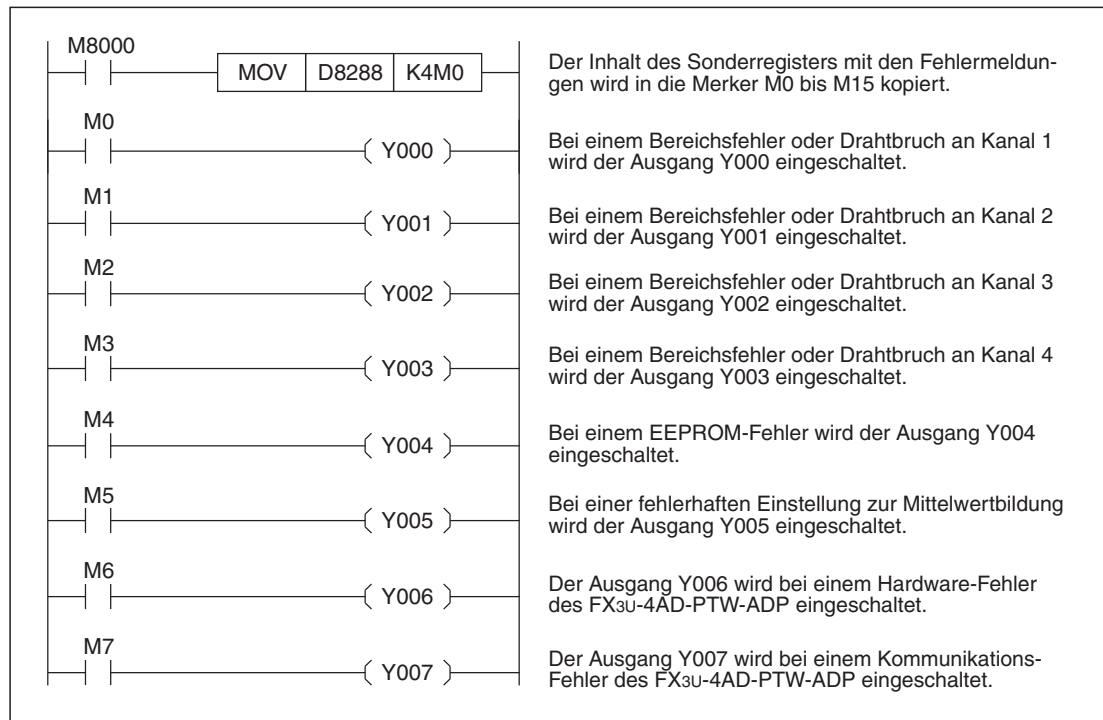 M8000
MOV D8288 K4M0
Der Inhalt des Sonderregisters mit den Fehlermeldun-
gen wird in die Merker M0 bis M15 kopiert.
M0
Y000
Bei einem Bereichsfehler oder Drahtbruch an Kanal 1
wird der Ausgang Y000 eingeschaltet.
M1
Y001
Bei einem Bereichsfehler oder Drahtbruch an Kanal 2
wird der Ausgang Y001 eingeschaltet.
M2
Y002
Bei einem Bereichsfehler oder Drahtbruch an Kanal 3
wird der Ausgang Y002 eingeschaltet.
M3
Y003
Bei einem Bereichsfehler oder Drahtbruch an Kanal 4
wird der Ausgang Y003 eingeschaltet.
M4
Y004
Bei einem EEPROM-Fehler wird der Ausgang Y004
eingeschaltet.
M5
Y005
Bei einer fehlerhaften Einstellung zur Mittelwertbildung
wird der Ausgang Y005 eingeschaltet.
M6
Y006
Der Ausgang Y006 wird bei einem Hardware-Fehler
des FX3U-4AD-PTW-ADP eingeschaltet.
M7
Y007
Der Ausgang Y007 wird bei einem Kommunikations-
Fehler des FX3U-4AD-PTW-ADP eingeschaltet.